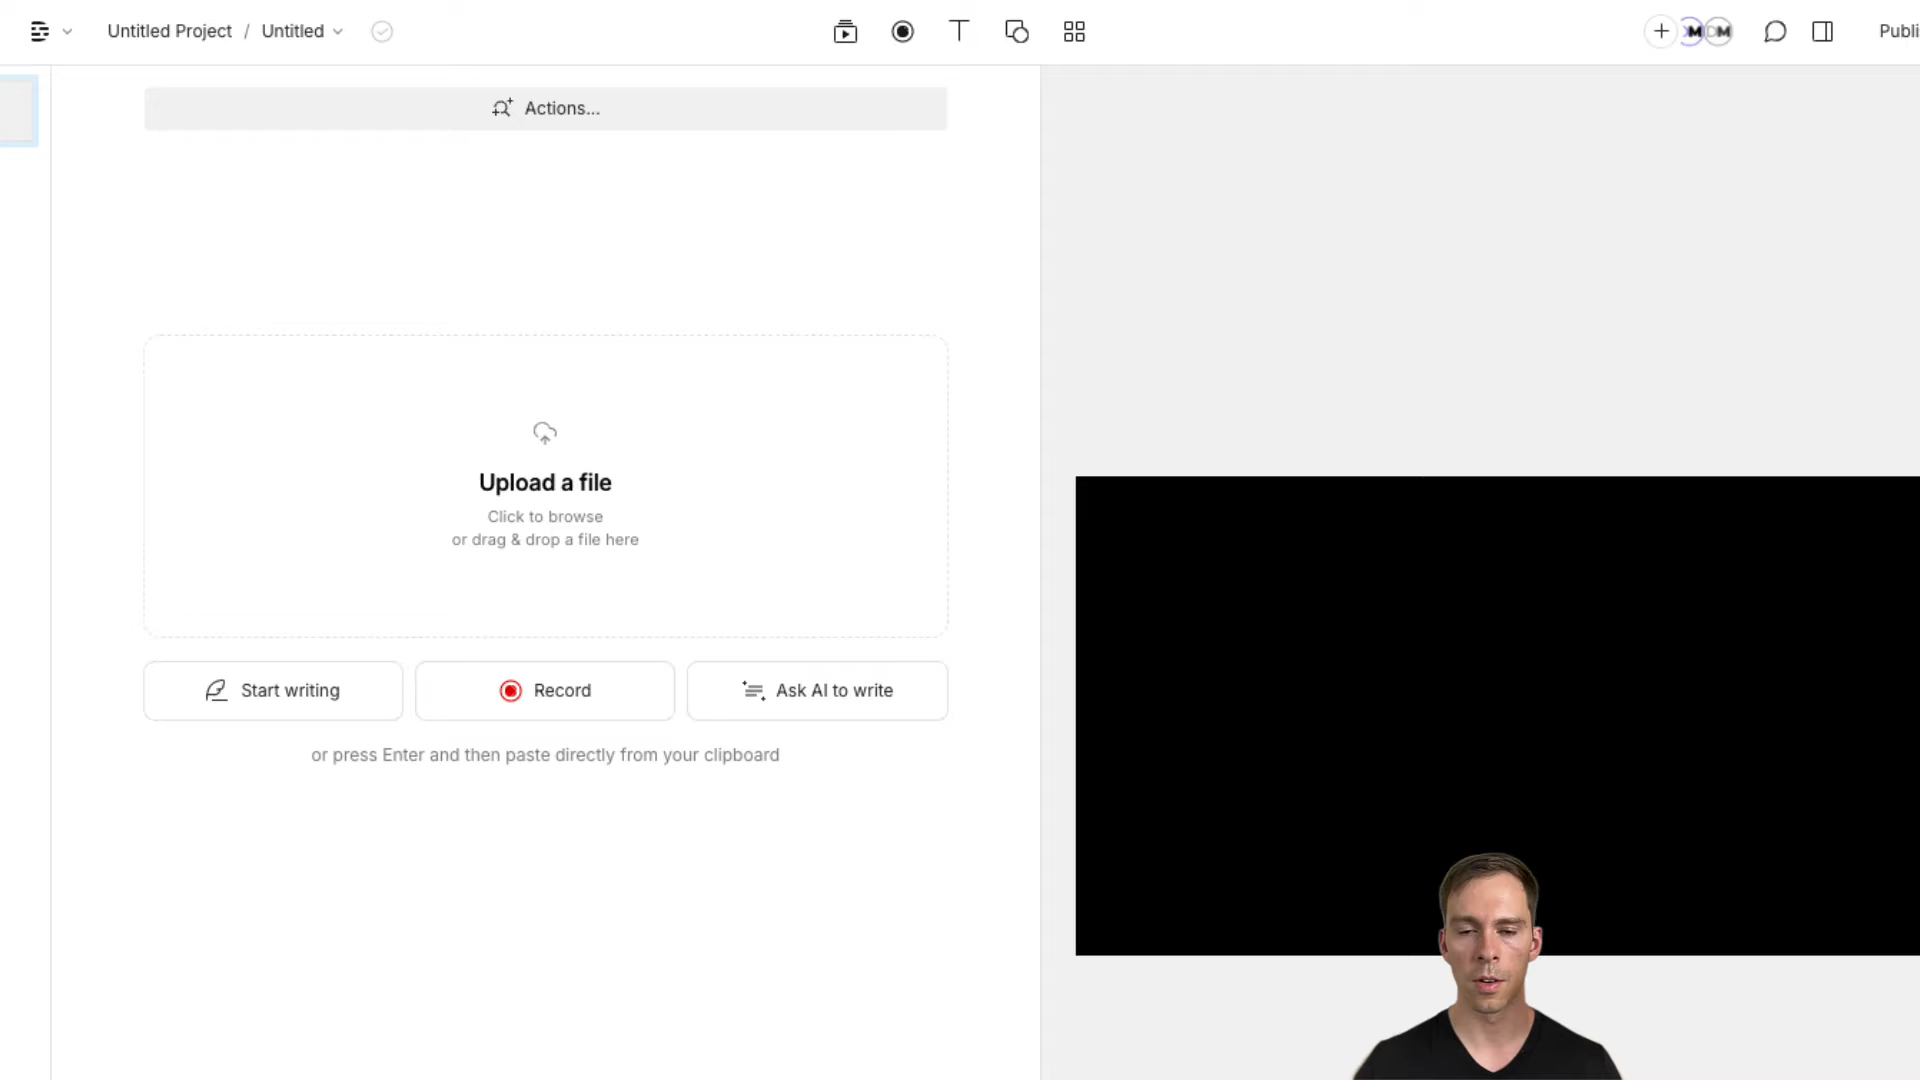 Untitled Project / Untitled
M DM
Publi
Actions...
Upload a file
Click to browse
or drag & drop a file here
Start writing
Record
Ask AI to write
or press Enter and then paste directly from your clipboard